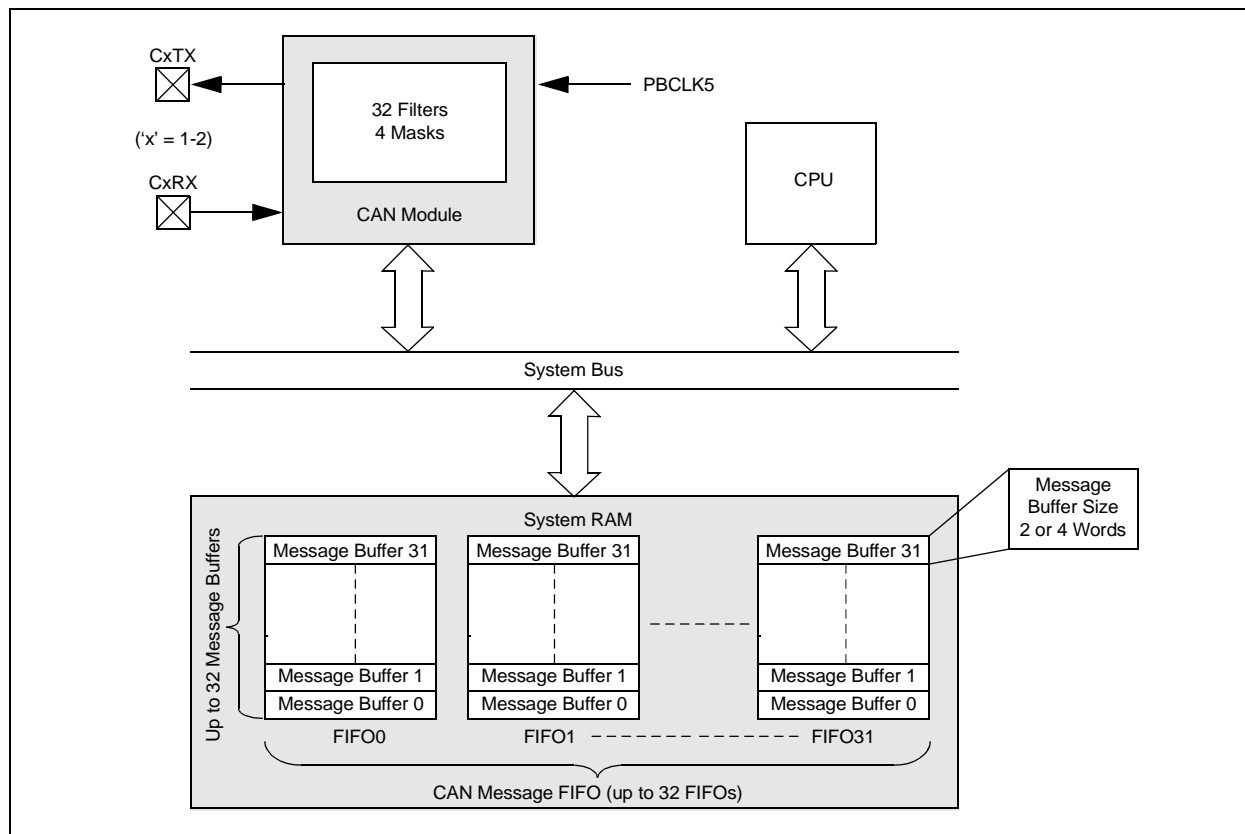 CxTX
PBCLK5
32 Filters
4 Masks
(‘x’ = 1-2)
CxRX
CAN Module
CPU
System Bus
System RAM
Message
Buffer Size
2 or 4 Words
Up to 32 Message Buffers
Message Buffer 31
Message Buffer 31
Message Buffer 31
Message Buffer 1
Message Buffer 1
Message Buffer 1
Message Buffer 0
Message Buffer 0
Message Buffer 0
FIFO0
FIFO1
FIFO31
CAN Message FIFO (up to 32 FIFOs)